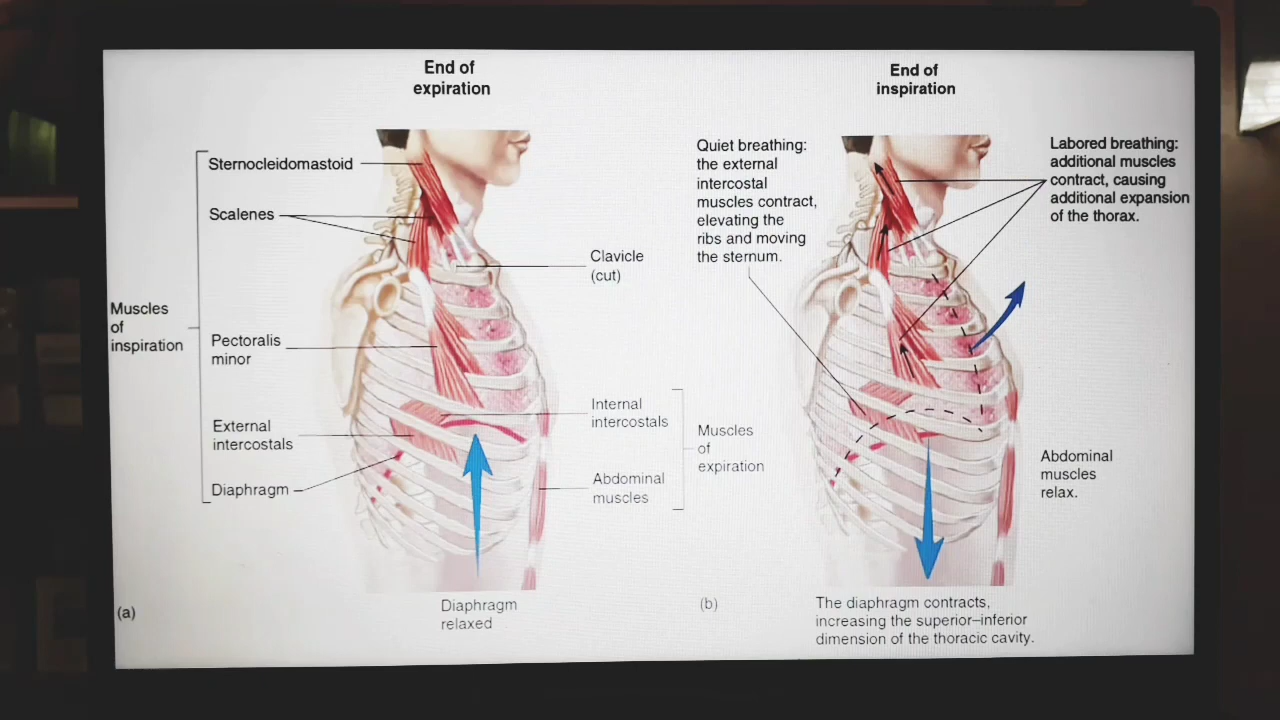 End of
expiration
Sternocleidomastoid
Scalenes
Clavicle
(cut)
Muscles
of
inspiration
Pectoralis
minor
Internal
intercostals
External
intercostals
Muscles
of
expiration
Abdominal
muscles
Diaphragm
Diaphragm
relaxed
(a)
End of
inspiration
Quiet breathing:
the external
intercostal
muscles contract,
elevating the
ribs and moving
the sternum.
Labored breathing:
additional muscles
contract, causing
additional expansion
of the thorax.
Abdominal
muscles
relax.
(b)
The diaphragm contracts,
increasing the superior–inferior
dimension of the thoracic cavity.